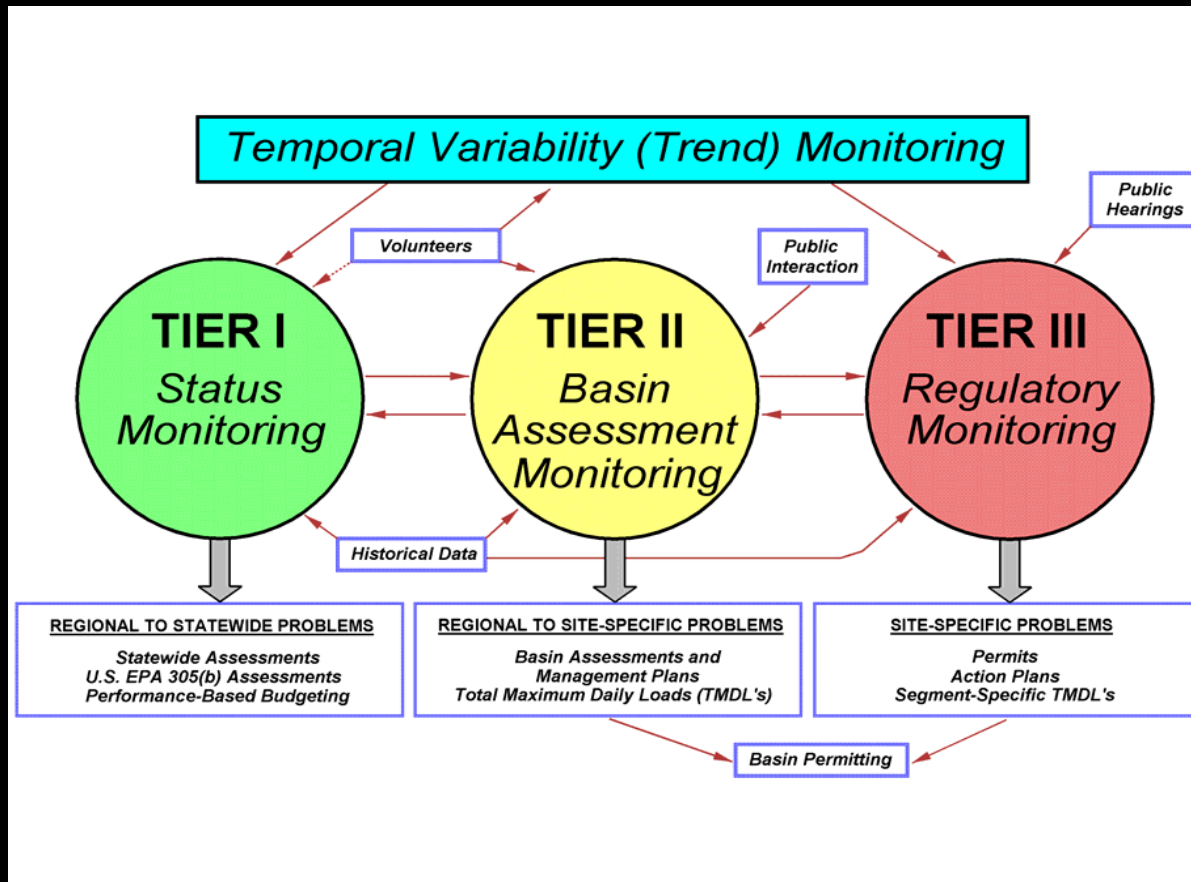 Temporal Variability (Trend) Monitoring
Public
Hearings
Volunteers
Public
Interaction
TIER I
Status
Monitoring
TIER II
Basin
Assessment
Monitoring
TIER III
Regulatory
Monitoring
Historical Data
REGIONAL TO STATEWIDE PROBLEMS
Statewide Assessments
U.S. EPA 305(b) Assessments
Performance-Based Budgeting
REGIONAL TO SITE-SPECIFIC PROBLEMS
Basin Assessments and
Management Plans
Total Maximum Daily Loads (TMDL's)
SITE-SPECIFIC PROBLEMS
Permits
Action Plans
Segment-Specific TMDL's
Basin Permitting